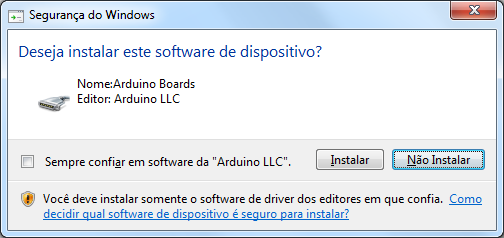 Segurança do Windows
Deseja instalar este software de dispositivo?
Nome:Arduino Boards
Editor: Arduino LLC
Sempre confiar em software da "Arduino LLC".
Instalar
Não Instalar
Você deve instalar somente o software de driver dos editores em que confia. Como
decidir qual software de dispositivo é seguro para instalar?